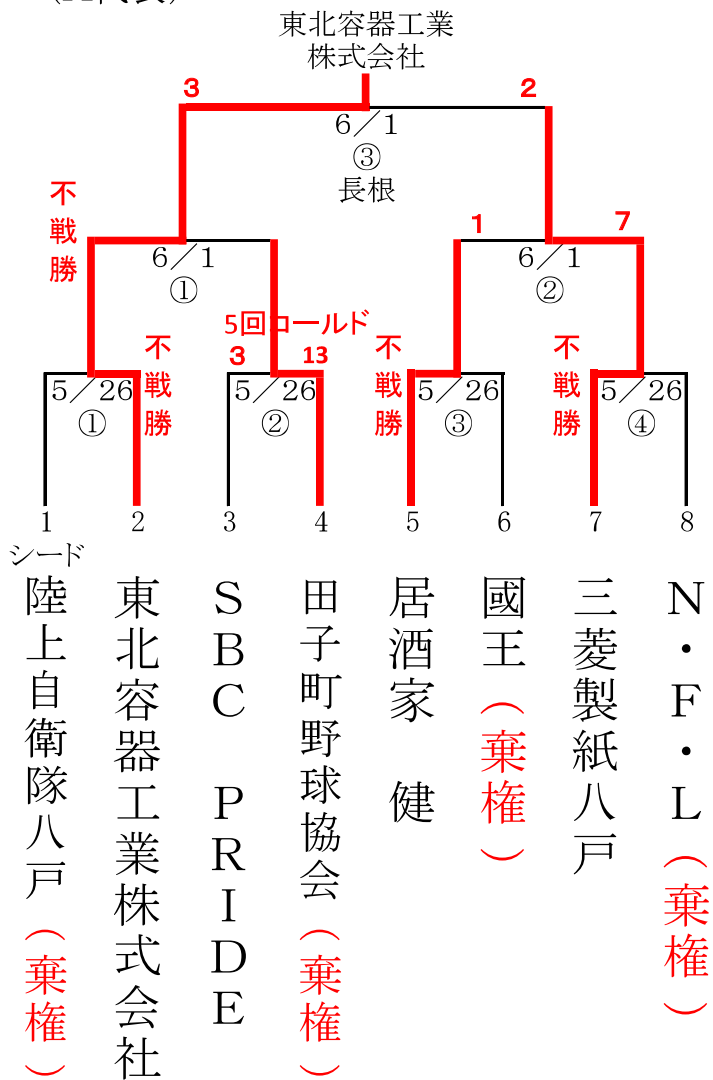 東北容器工業
株式会社
3
2
6/1
③
長根
不戦勝
1
7
6/1
①
6/1
②
5回コールド
不戦勝
3
13
不戦勝
不戦勝
5/26
①
5/26
②
5/26
③
5/26
④
1
2
3
4
5
6
7
8
シード
陸上自衛隊八戸(棄権)
東北容器工業株式会社
SBC PRIDE
田子町野球協会(棄権)
居酒家 健
國王(棄権)
三菱製紙八戸
N・F・L(棄権)